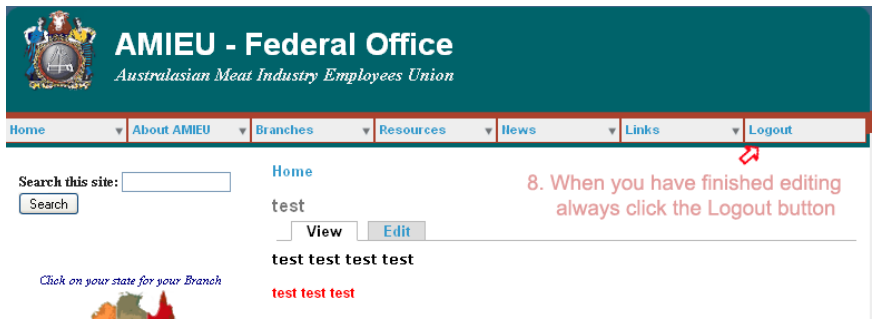 AMIEU - Federal Office
Australasian Meat Industry Employees Union
Home About AMIEU Branches Resources News Links Logout
Search this site:
Search
Home
test
View Edit
test test test test
test test test
8. When you have finished editing
always click the Logout button
Click on your state for your Branch